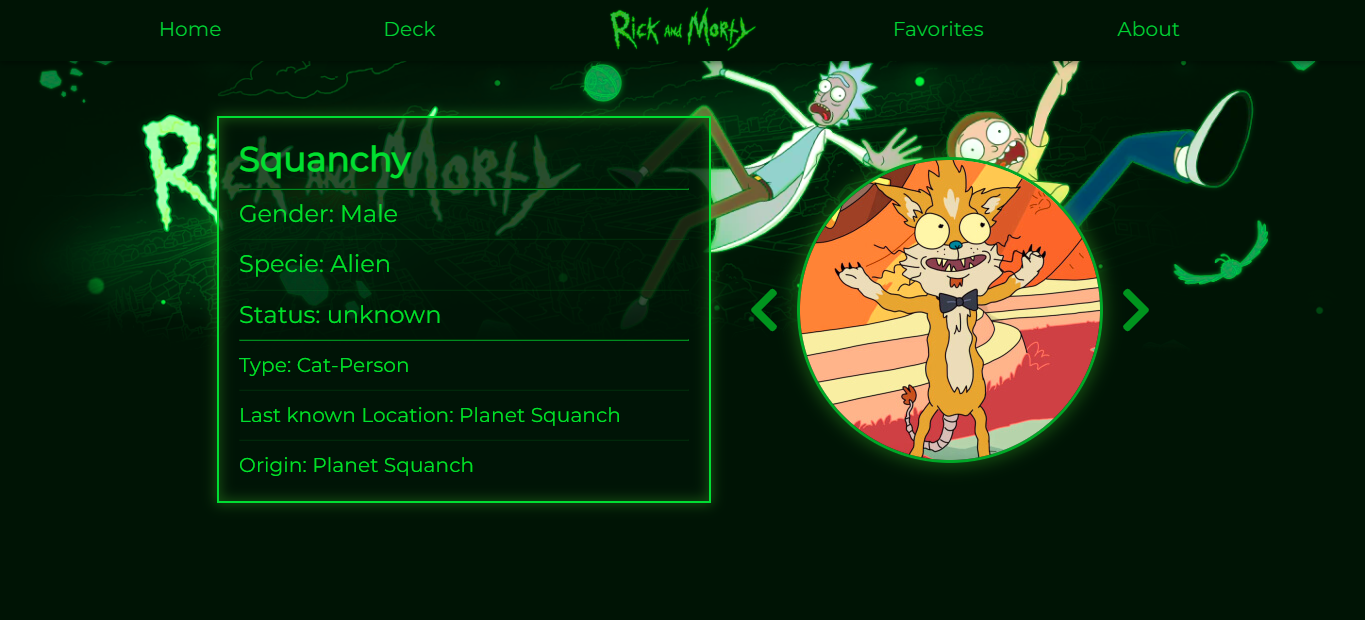 Home
Deck
Rick and Morty
Favorites
About
Rick and Morty
Squanchy
Gender: Male
Specie: Alien
Status: unknown
Type: Cat-Person
Last known Location: Planet Squanch
Origin: Planet Squanch